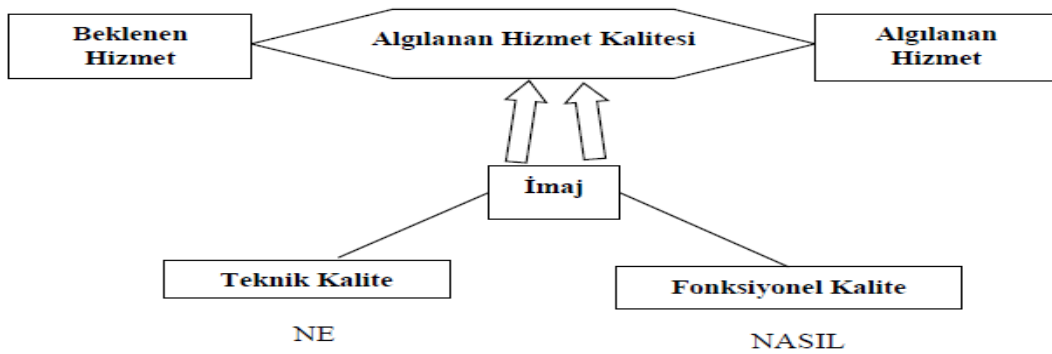 Beklenen
Hizmet
Algılanan Hizmet Kalitesi
Algılanan
Hizmet
İmaj
Teknik Kalite
Fonksiyonel Kalite
NE
NASIL